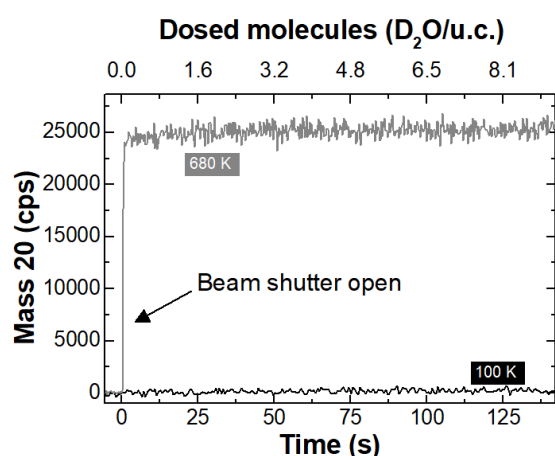 Dosed molecules (D₂O/u.c.)
0.0 1.6 3.2 4.8 6.5 8.1
25000
20000
15000
10000
5000
0
Mass 20 (cps)
680 K
Beam shutter open
100 K
0 25 50 75 100 125
Time (s)